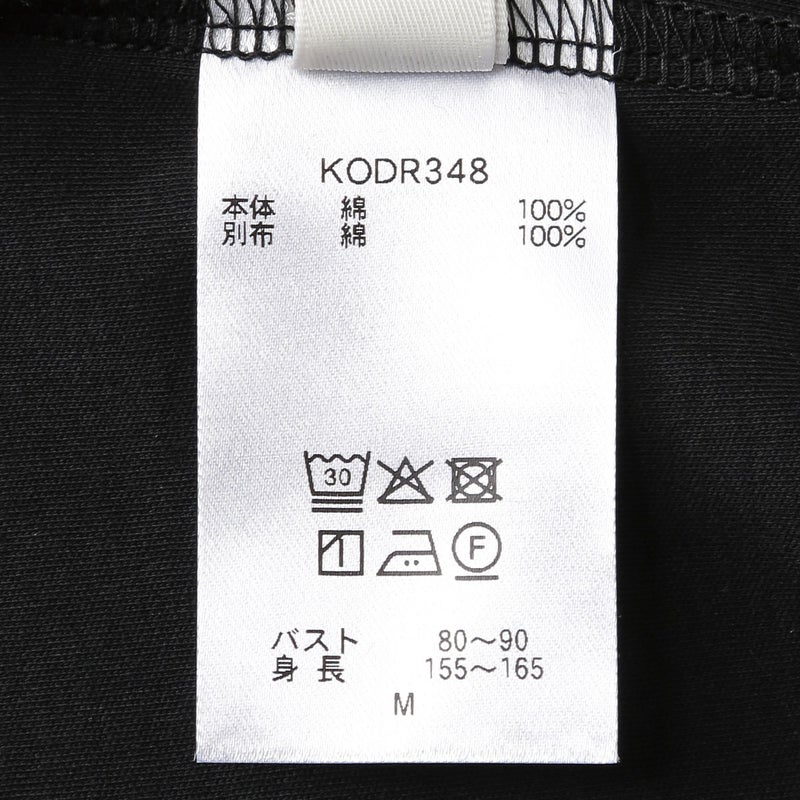 KODR348
本体 綿 100%
別布 綿 100%
30
F
バスト 80～90
身長 155～165
M